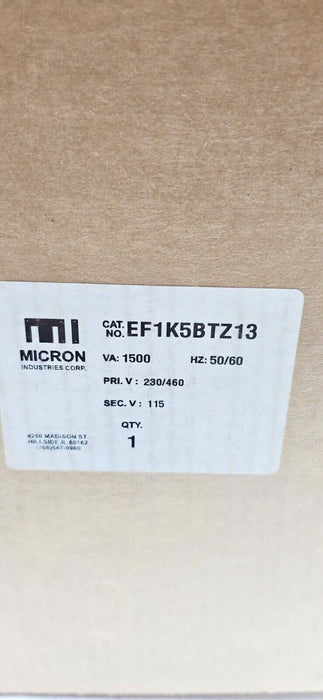 MI
MICRON
INDUSTRIES CORP.
CAT. NO. EF1K5BTZ13
VA: 1500 HZ: 50/60
PRI. V : 230/460
SEC. V : 115
QTY.
1
4250 MADISON ST
HILLSIDE, IL 60162